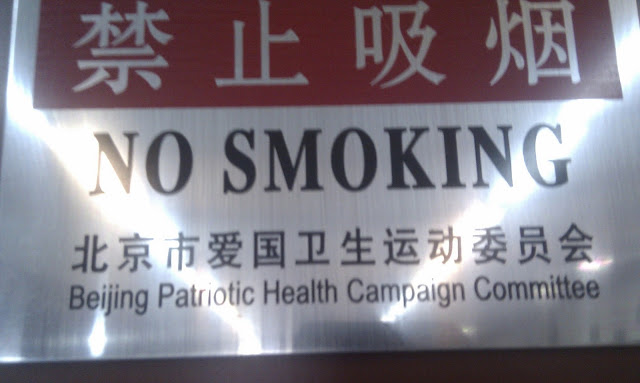 禁止吸烟
NO SMOKING
北京市爱国卫生运动委员会
Beijing Patriotic Health Campaign Committee